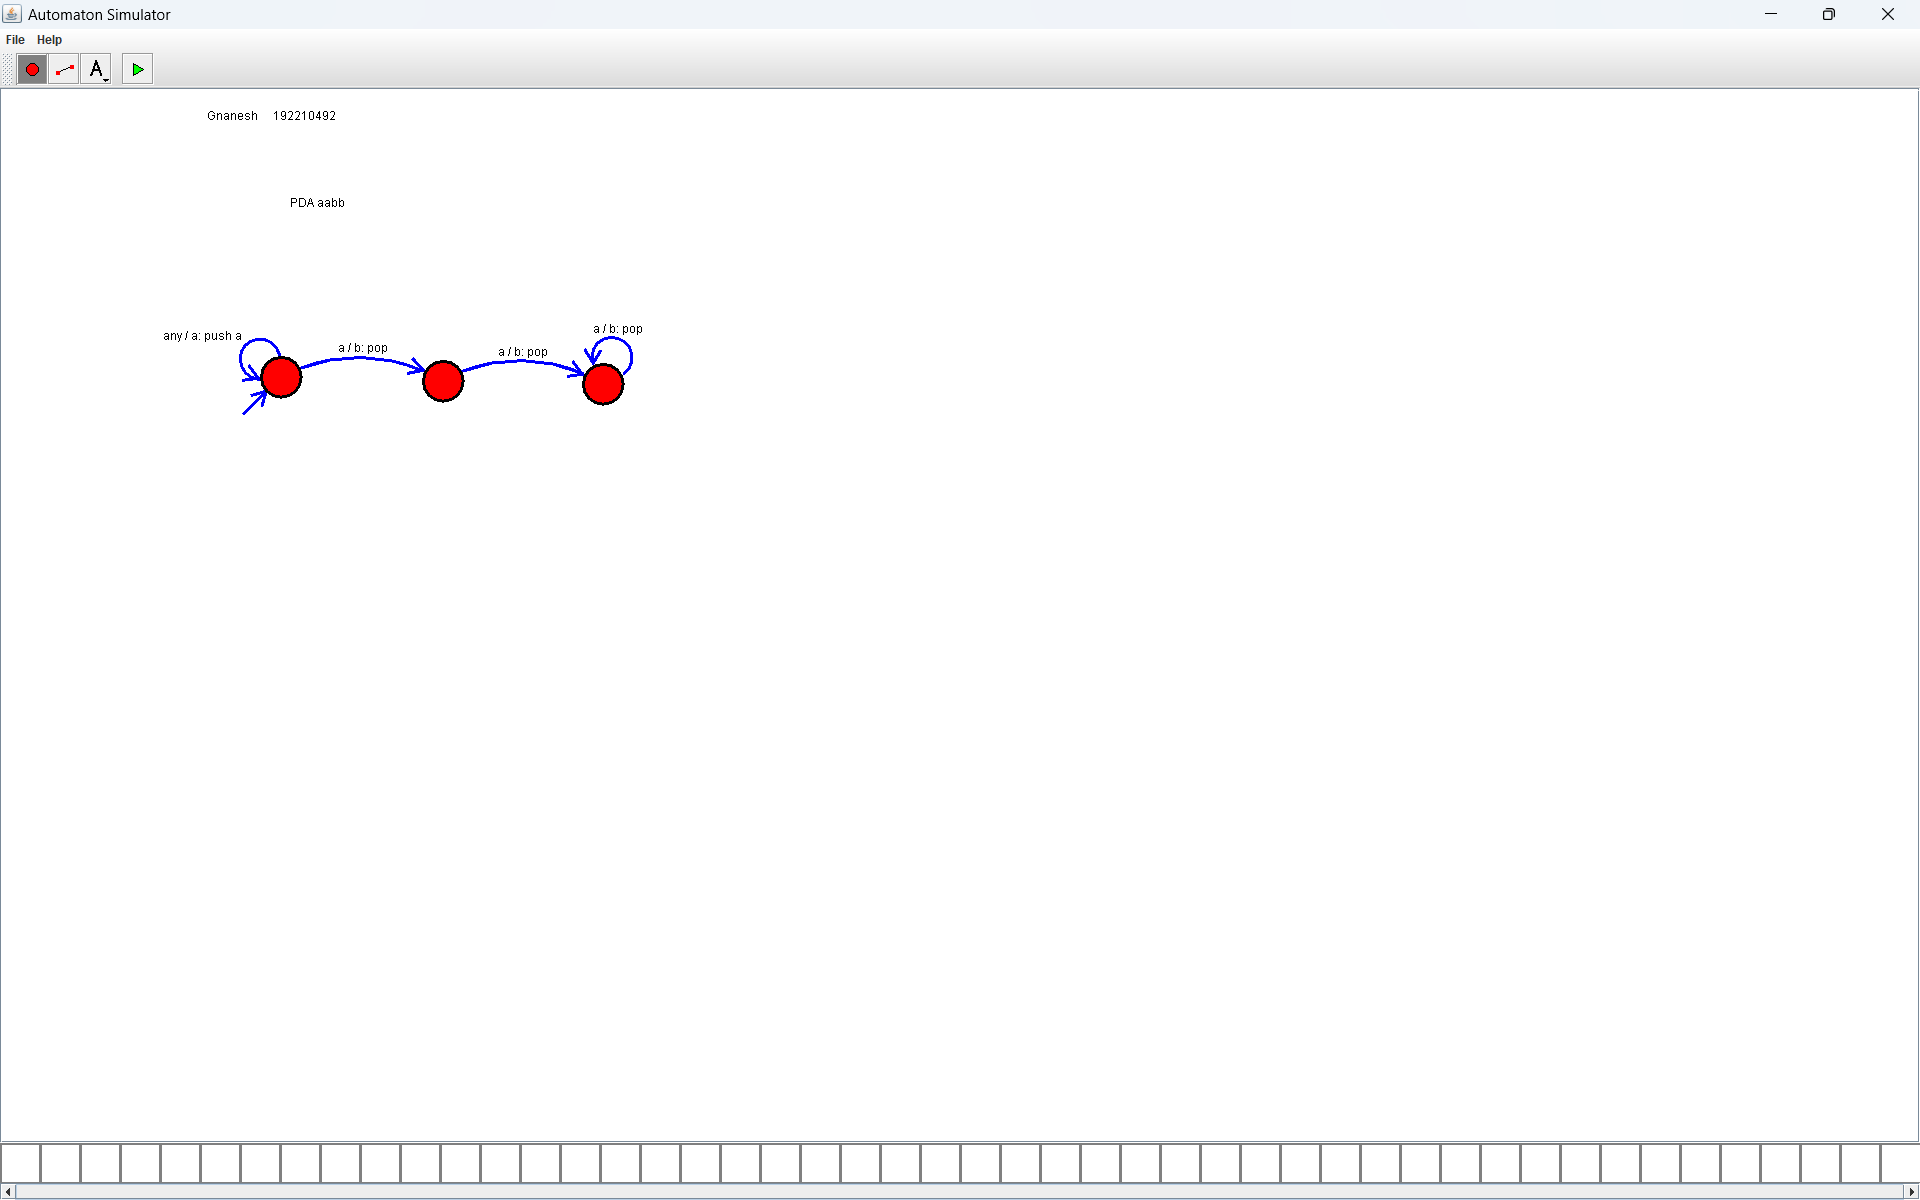 Automaton Simulator
File Help
A
Gnanesh 192210492
PDA aabb
any / a: push a
a / b: pop
a / b: pop
a / b: pop